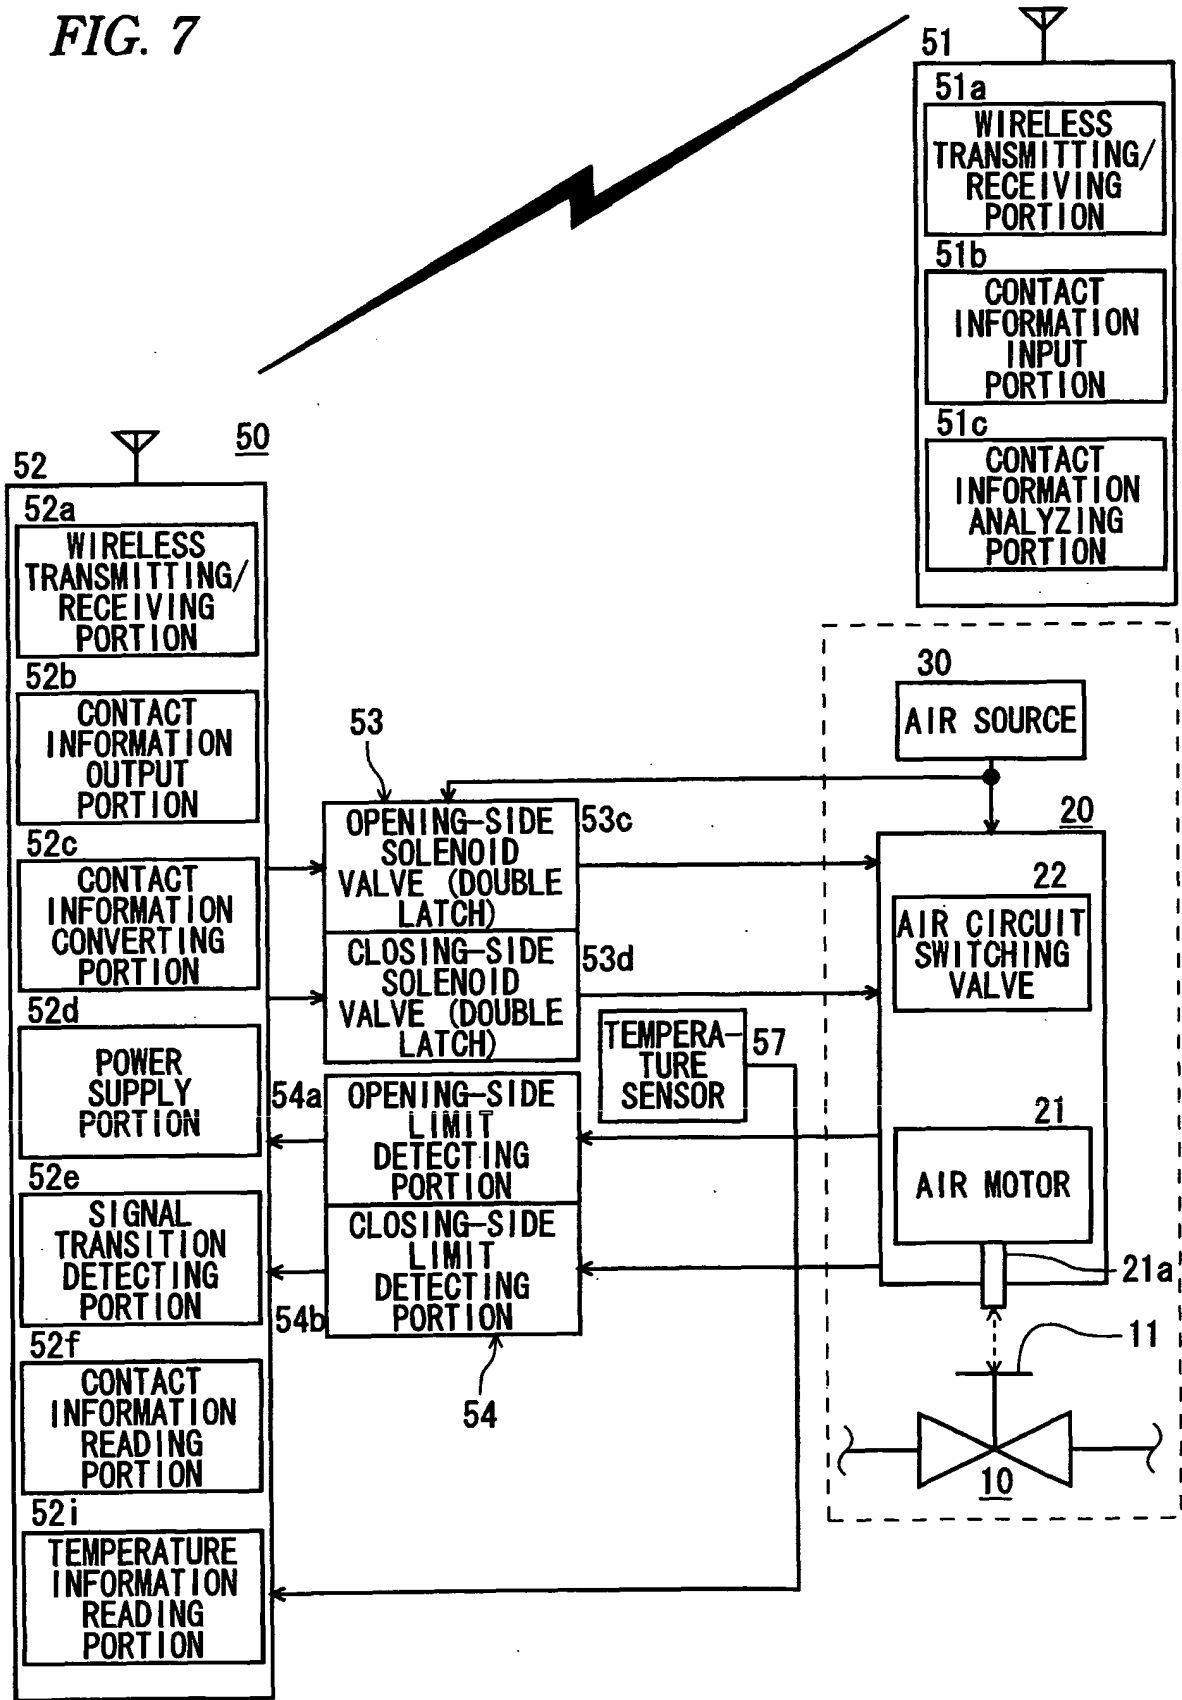 FIG. 7
51
51a
WIRELESS
TRANSMITTING/
RECEIVING
PORTION
51b
CONTACT
INFORMATION
INPUT
PORTION
51c
CONTACT
INFORMATION
ANALYZING
PORTION
50
52
52a
WIRELESS
TRANSMITTING/
RECEIVING
PORTION
52b
CONTACT
INFORMATION
OUTPUT
PORTION
52c
CONTACT
INFORMATION
CONVERTING
PORTION
52d
POWER
SUPPLY
PORTION
52e
SIGNAL
TRANSITION
DETECTING
PORTION
52f
CONTACT
INFORMATION
READING
PORTION
52i
TEMPERATURE
INFORMATION
READING
PORTION
53
OPENING-SIDE
SOLENOID
VALVE (DOUBLE
LATCH)
53c
CLOSING-SIDE
SOLENOID
VALVE (DOUBLE
LATCH)
53d
54a
OPENING-SIDE
LIMIT
DETECTING
PORTION
CLOSING-SIDE
LIMIT
DETECTING
PORTION
54b
54
TEMPERA-
TURE
SENSOR
57
30
AIR SOURCE
20
22
AIR CIRCUIT
SWITCHING
VALVE
21
AIR MOTOR
21a
11
10